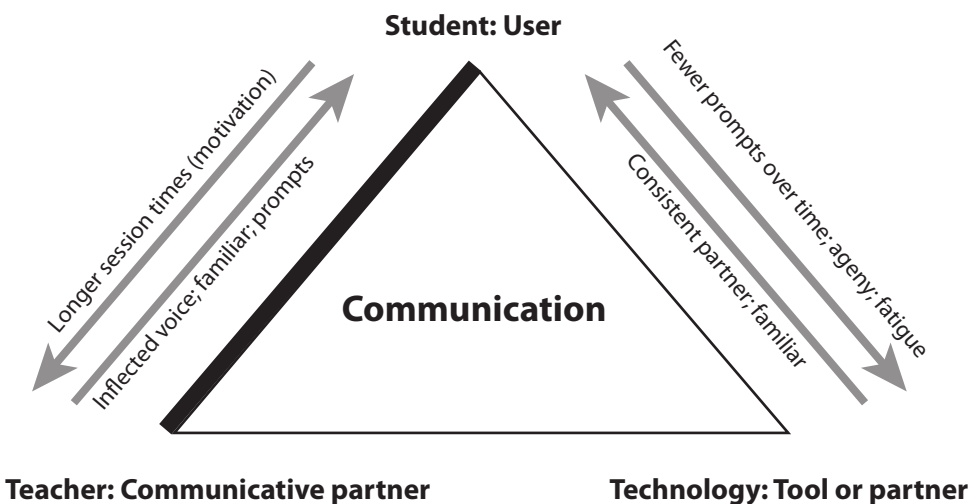 Student: User
Longer session times (motivation)
Inflected voice; familiar; prompts
Fewer prompts over time; ageny; fatigue
Consistent partner; familiar
Communication
Teacher: Communicative partner
Technology: Tool or partner